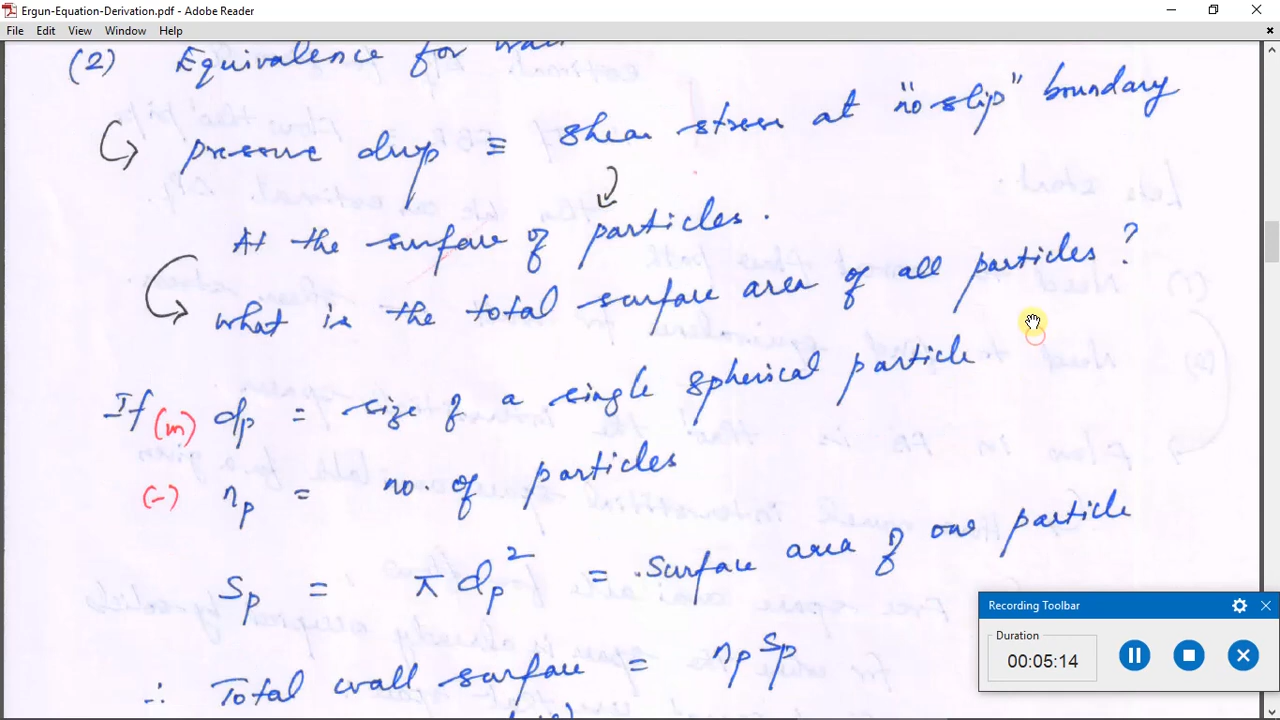 Ergun-Equation-Derivation.pdf - Adobe Reader
File Edit View Window Help
(2) Equivalence for wall
pressure drop ≡ shear stress at "no-slip" boundary
At the surface of particles.
what is the total surface area of all particles?
If (m) dp = size of a single spherical particle
(-) np = no. of particles
Sp = π dp² = surface area of one particle
∴ Total wall surface = np Sp
Recording Toolbar
Duration
00:05:14